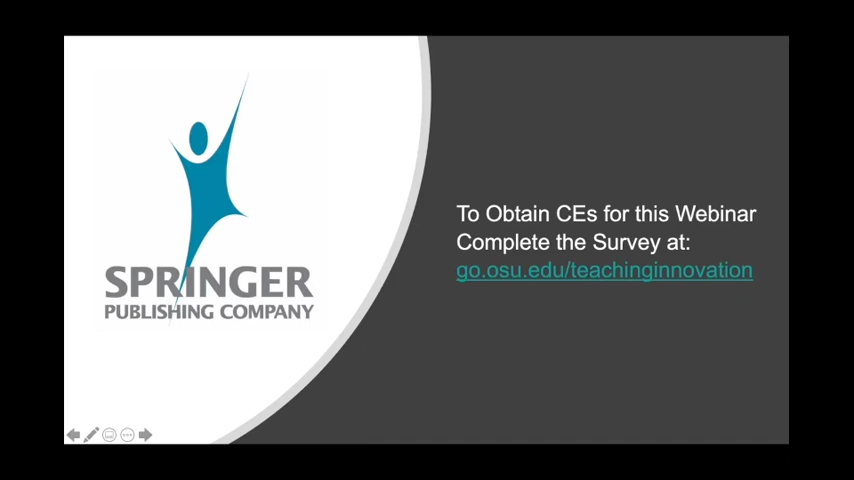 SPRINGER
PUBLISHING COMPANY
To Obtain CEs for this Webinar
Complete the Survey at:
go.osu.edu/teachinginnovation